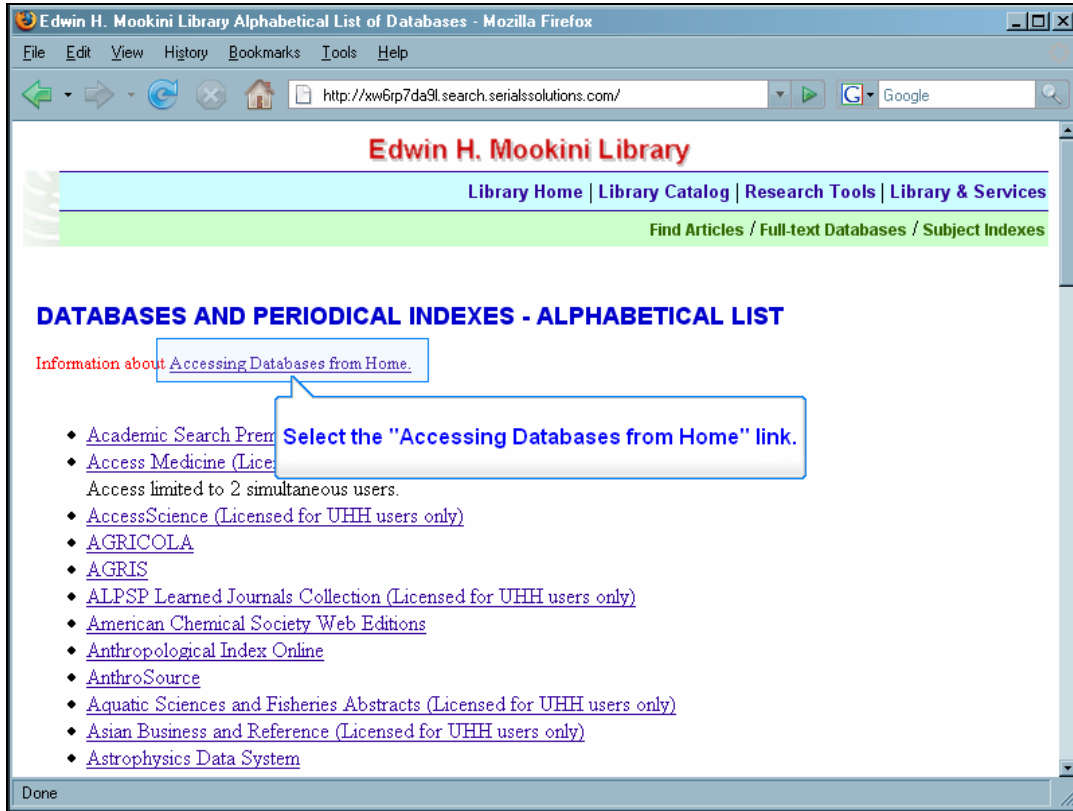 Edwin H. Mookini Library Alphabetical List of Databases - Mozilla Firefox
File Edit View History Bookmarks Tools Help
http://xw6rp7da9l.search.serialssolutions.com/ G Google
Edwin H. Mookini Library
Library Home | Library Catalog | Research Tools | Library & Services
Find Articles / Full-text Databases / Subject Indexes
DATABASES AND PERIODICAL INDEXES - ALPHABETICAL LIST
Information about Accessing Databases from Home.
Select the "Accessing Databases from Home" link.
Academic Search Prem
Access Medicine (Lice
Access limited to 2 simultaneous users.
AccessScience (Licensed for UHH users only)
AGRICOLA
AGRIS
ALPSP Learned Journals Collection (Licensed for UHH users only)
American Chemical Society Web Editions
Anthropological Index Online
AnthroSource
Aquatic Sciences and Fisheries Abstracts (Licensed for UHH users only)
Asian Business and Reference (Licensed for UHH users only)
Astrophysics Data System
Done